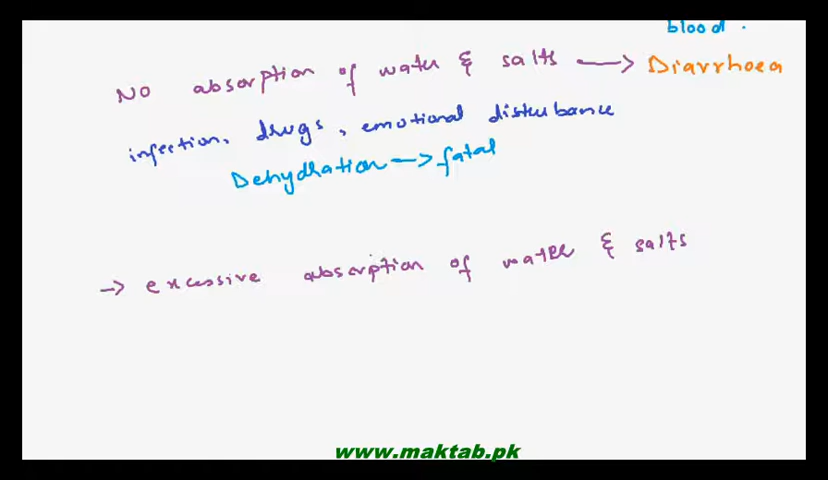 blood.
No absorption of water & salts → Diarrhoea
infection, drugs, emotional disturbance
Dehydration → fatal
→ excessive absorption of water & salts
www.maktab.pk